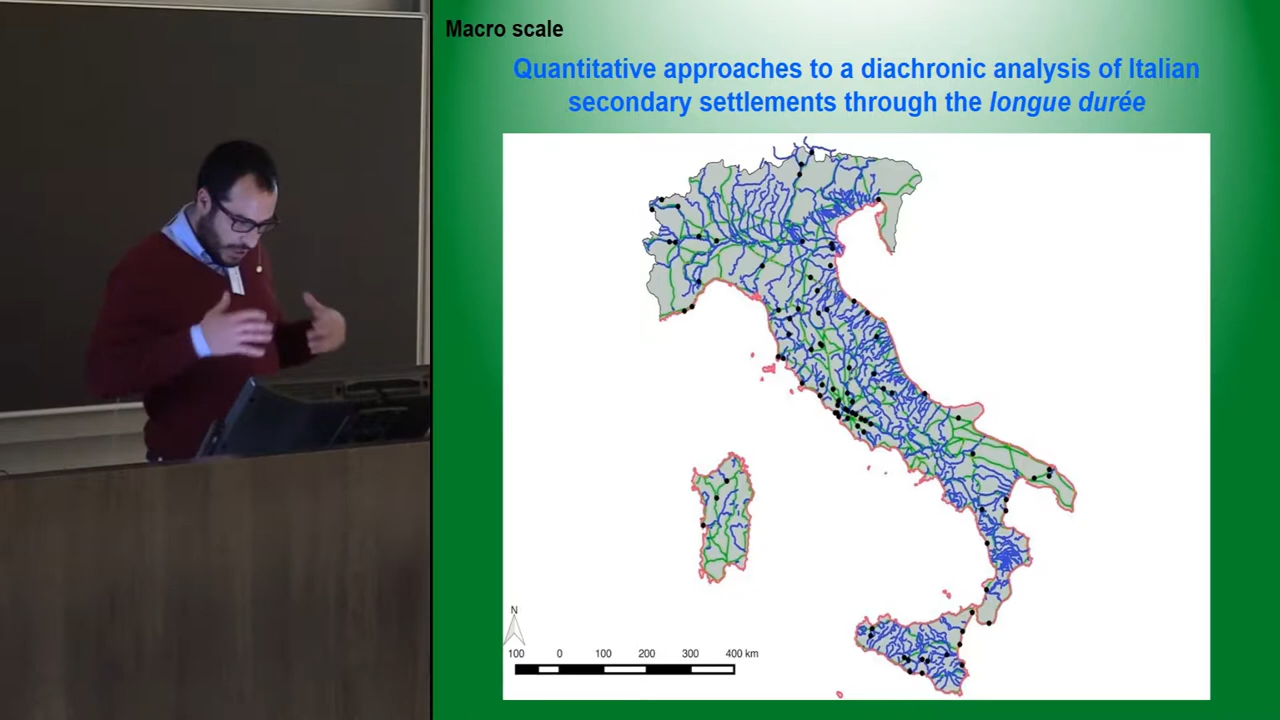 Macro scale
Quantitative approaches to a diachronic analysis of Italian
secondary settlements through the longue durée
N
100 0 100 200 300 400 km